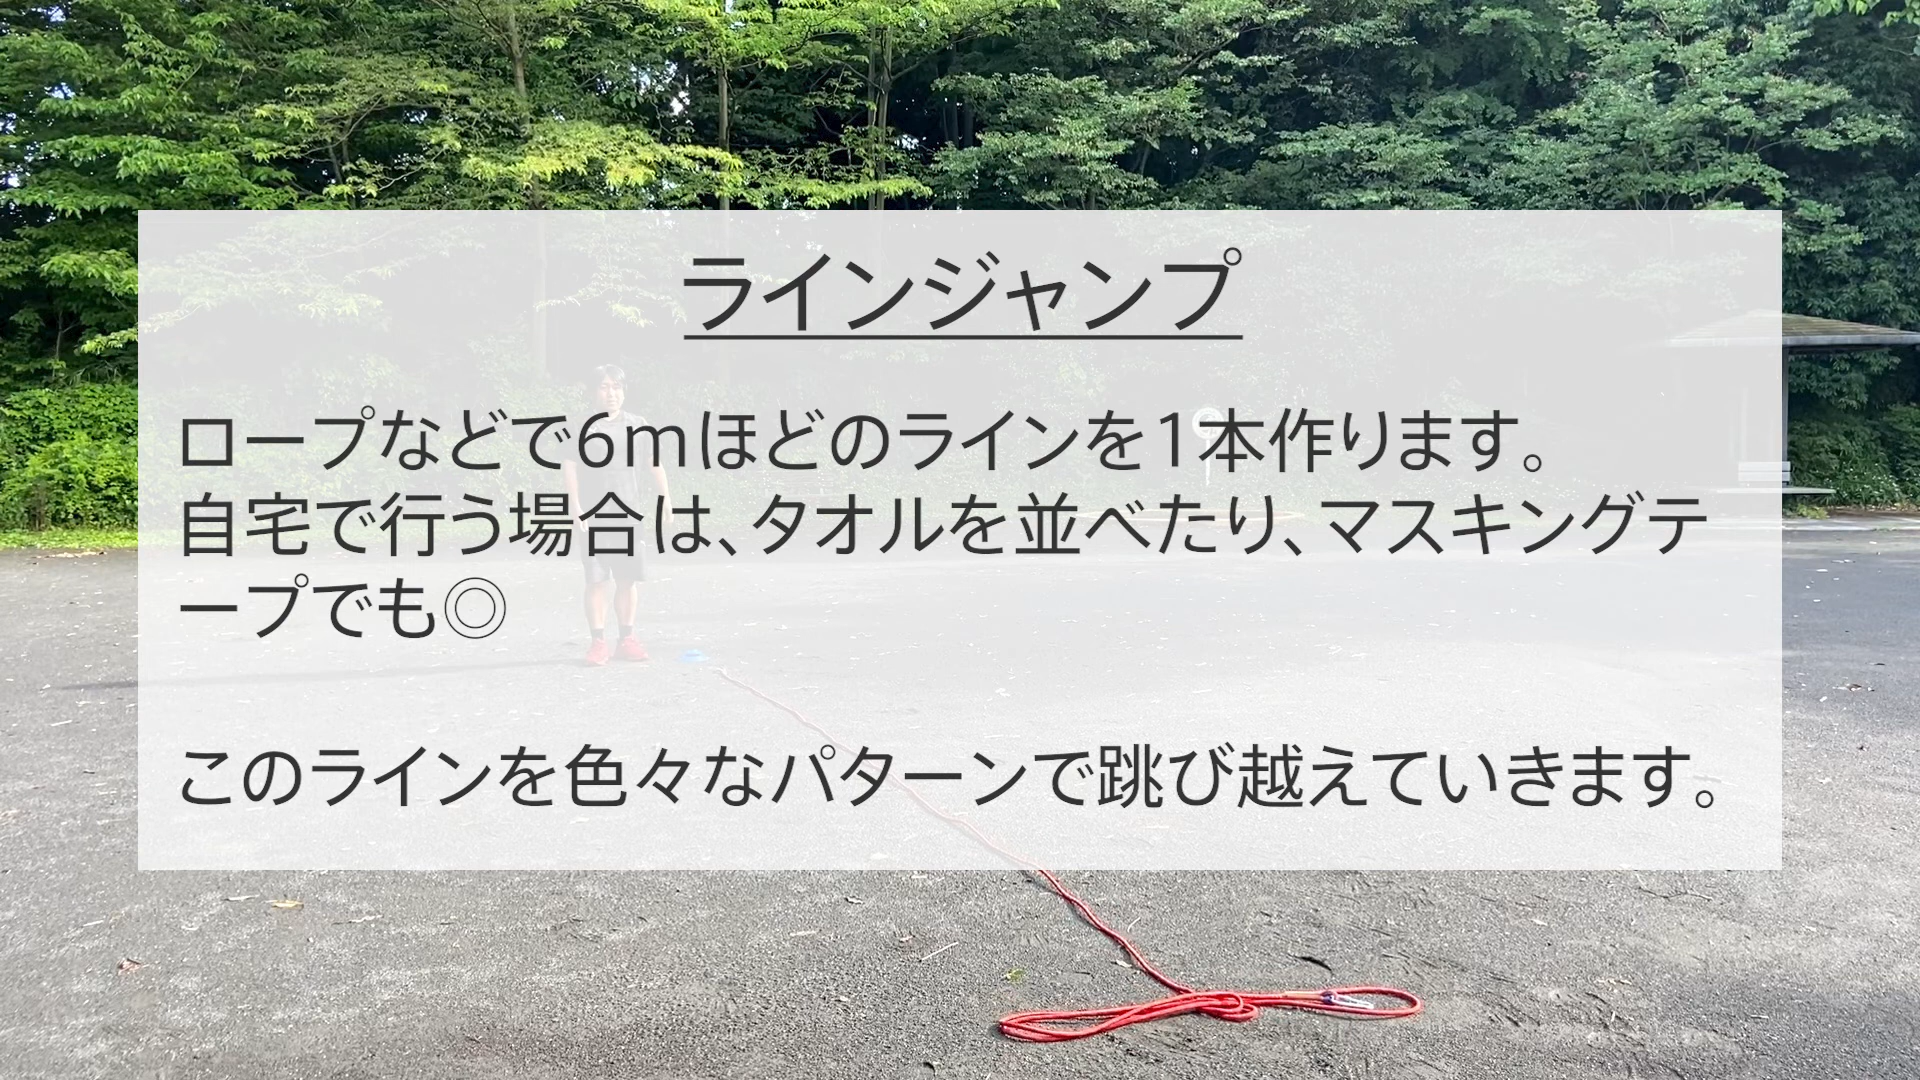 ラインジャンプ
ロープなどで6mほどのラインを1本作ります。
自宅で行う場合は、タオルを並べたり、マスキングテ
ープでも◎
このラインを色々なパターンで跳び越えていきます。